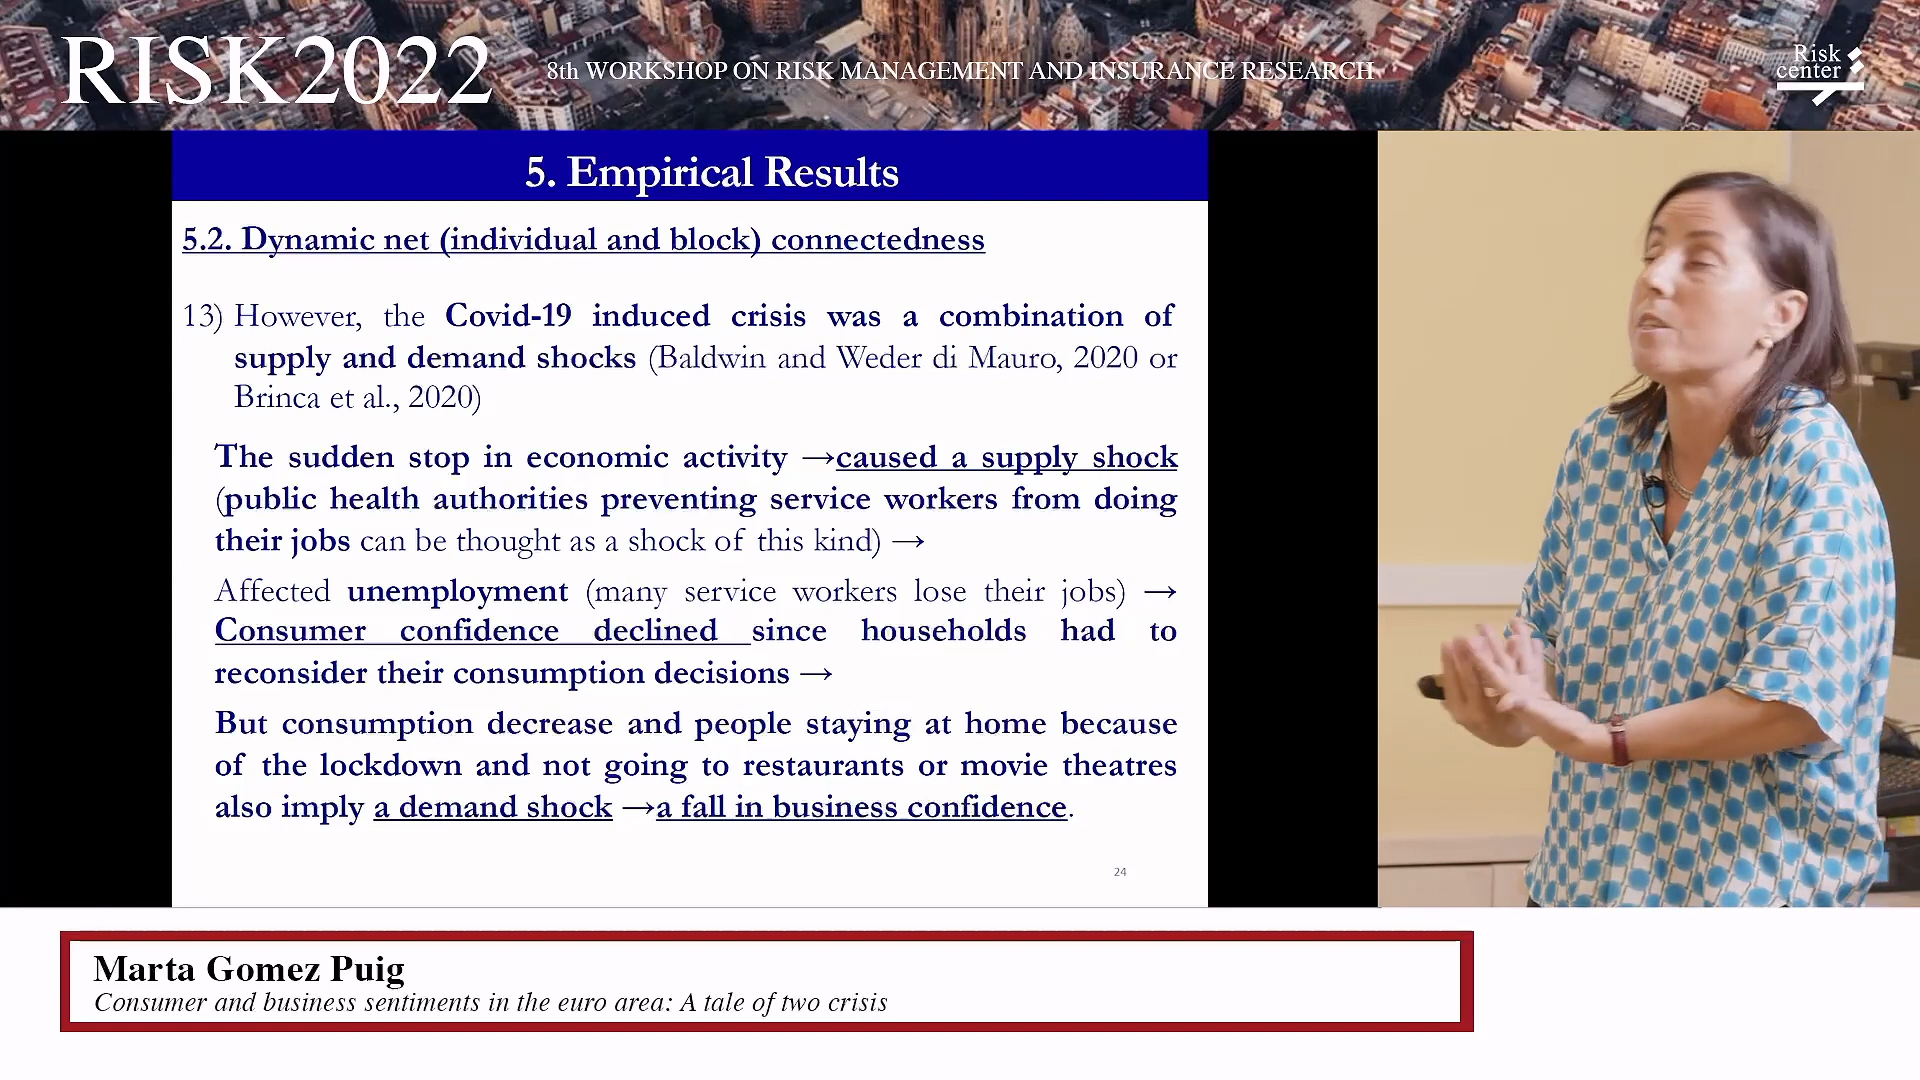 RISK2022
8th WORKSHOP ON RISK MANAGEMENT AND INSURANCE RESEARCH
Risk
center
5. Empirical Results
5.2. Dynamic net (individual and block) connectedness
13) However, the Covid-19 induced crisis was a combination of
supply and demand shocks (Baldwin and Weder di Mauro, 2020 or
Brinca et al., 2020)
The sudden stop in economic activity →caused a supply shock
(public health authorities preventing service workers from doing
their jobs can be thought as a shock of this kind) →
Affected unemployment (many service workers lose their jobs) →
Consumer confidence declined since households had to
reconsider their consumption decisions →
But consumption decrease and people staying at home because
of the lockdown and not going to restaurants or movie theatres
also imply a demand shock →a fall in business confidence.
24
Marta Gomez Puig
Consumer and business sentiments in the euro area: A tale of two crisis